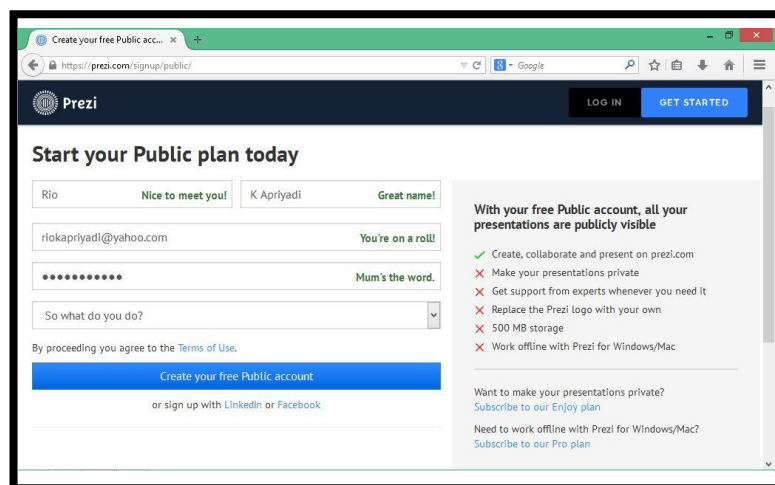 Create your free Public acc...
https://prezi.com/signup/public/
Google
Prezi
LOG IN
GET STARTED
Start your Public plan today
Rio Nice to meet you!
K Apriyadi Great name!
riokapriyadi@yahoo.com You're on a roll!
Mum's the word.
So what do you do?
By proceeding you agree to the Terms of Use.
Create your free Public account
or sign up with LinkedIn or Facebook
With your free Public account, all your
presentations are publicly visible
Create, collaborate and present on prezi.com
Make your presentations private
Get support from experts whenever you need it
Replace the Prezi logo with your own
500 MB storage
Work offline with Prezi for Windows/Mac
Want to make your presentations private?
Subscribe to our Enjoy plan
Need to work offline with Prezi for Windows/Mac?
Subscribe to our Pro plan